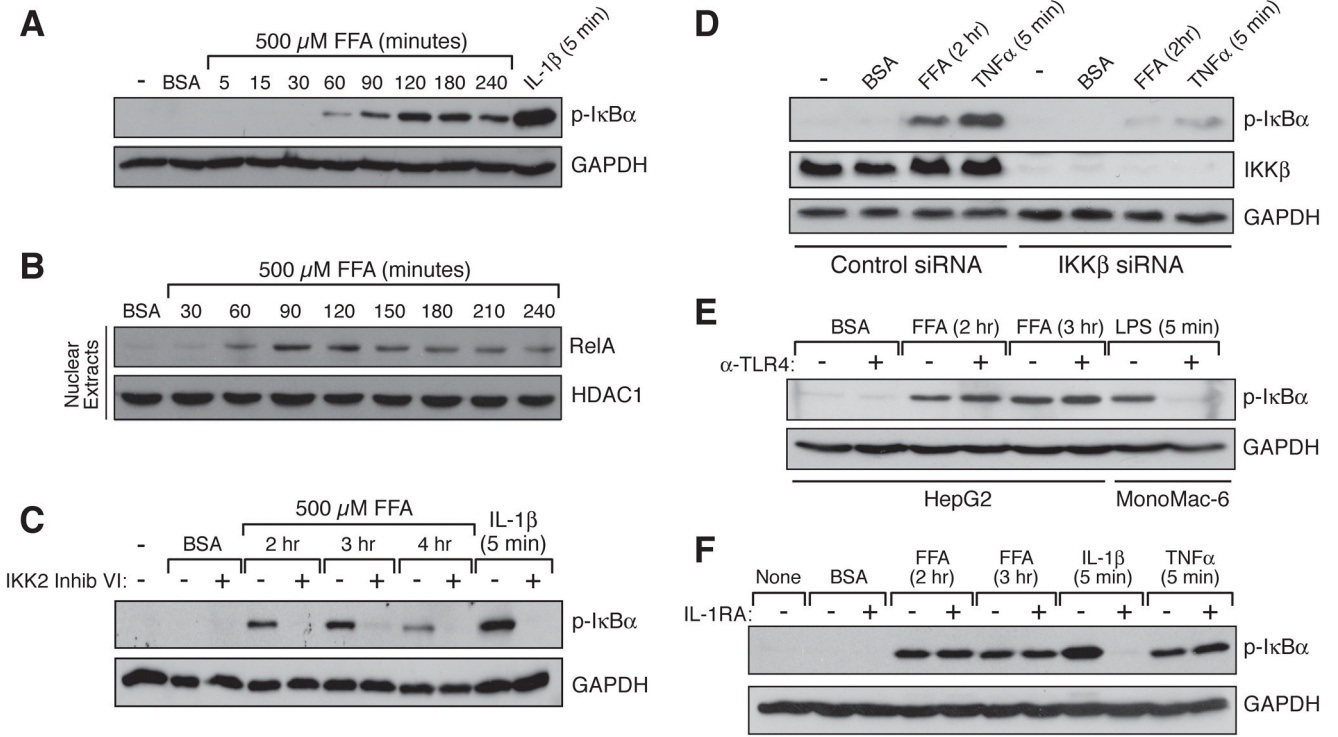 A
500 µM FFA (minutes)
- BSA 5 15 30 60 90 120 180 240 IL-1β (5 min)
p-IκBα
GAPDH
B
500 µM FFA (minutes)
BSA 30 60 90 120 150 180 210 240
Nuclear
Extracts
RelA
HDAC1
C
500 µM FFA
IL-1β
(5 min)
- BSA 2 hr 3 hr 4 hr
IKK2 Inhib VI: - - + - + - + - + - +
p-IκBα
GAPDH
D
- BSA FFA (2 hr) TNFα (5 min) - BSA FFA (2hr) TNFα (5 min)
p-IκBα
IKKβ
GAPDH
Control siRNA IKKβ siRNA
E
BSA FFA (2 hr) FFA (3 hr) LPS (5 min)
α-TLR4: - + - + - + - +
p-IκBα
GAPDH
HepG2 MonoMac-6
F
None BSA FFA (2 hr) FFA (3 hr) IL-1β (5 min) TNFα (5 min)
IL-1RA: - - + - + - + - + - +
p-IκBα
GAPDH